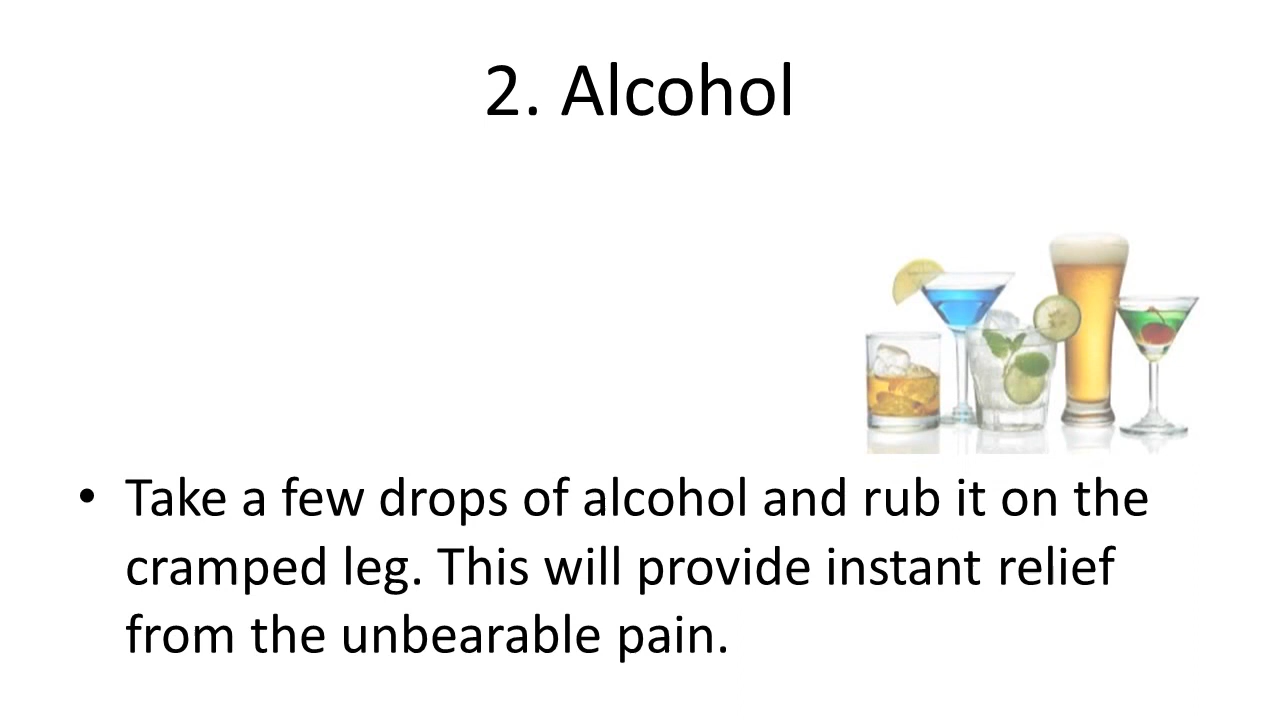 2. Alcohol
• Take a few drops of alcohol and rub it on the
cramped leg. This will provide instant relief
from the unbearable pain.